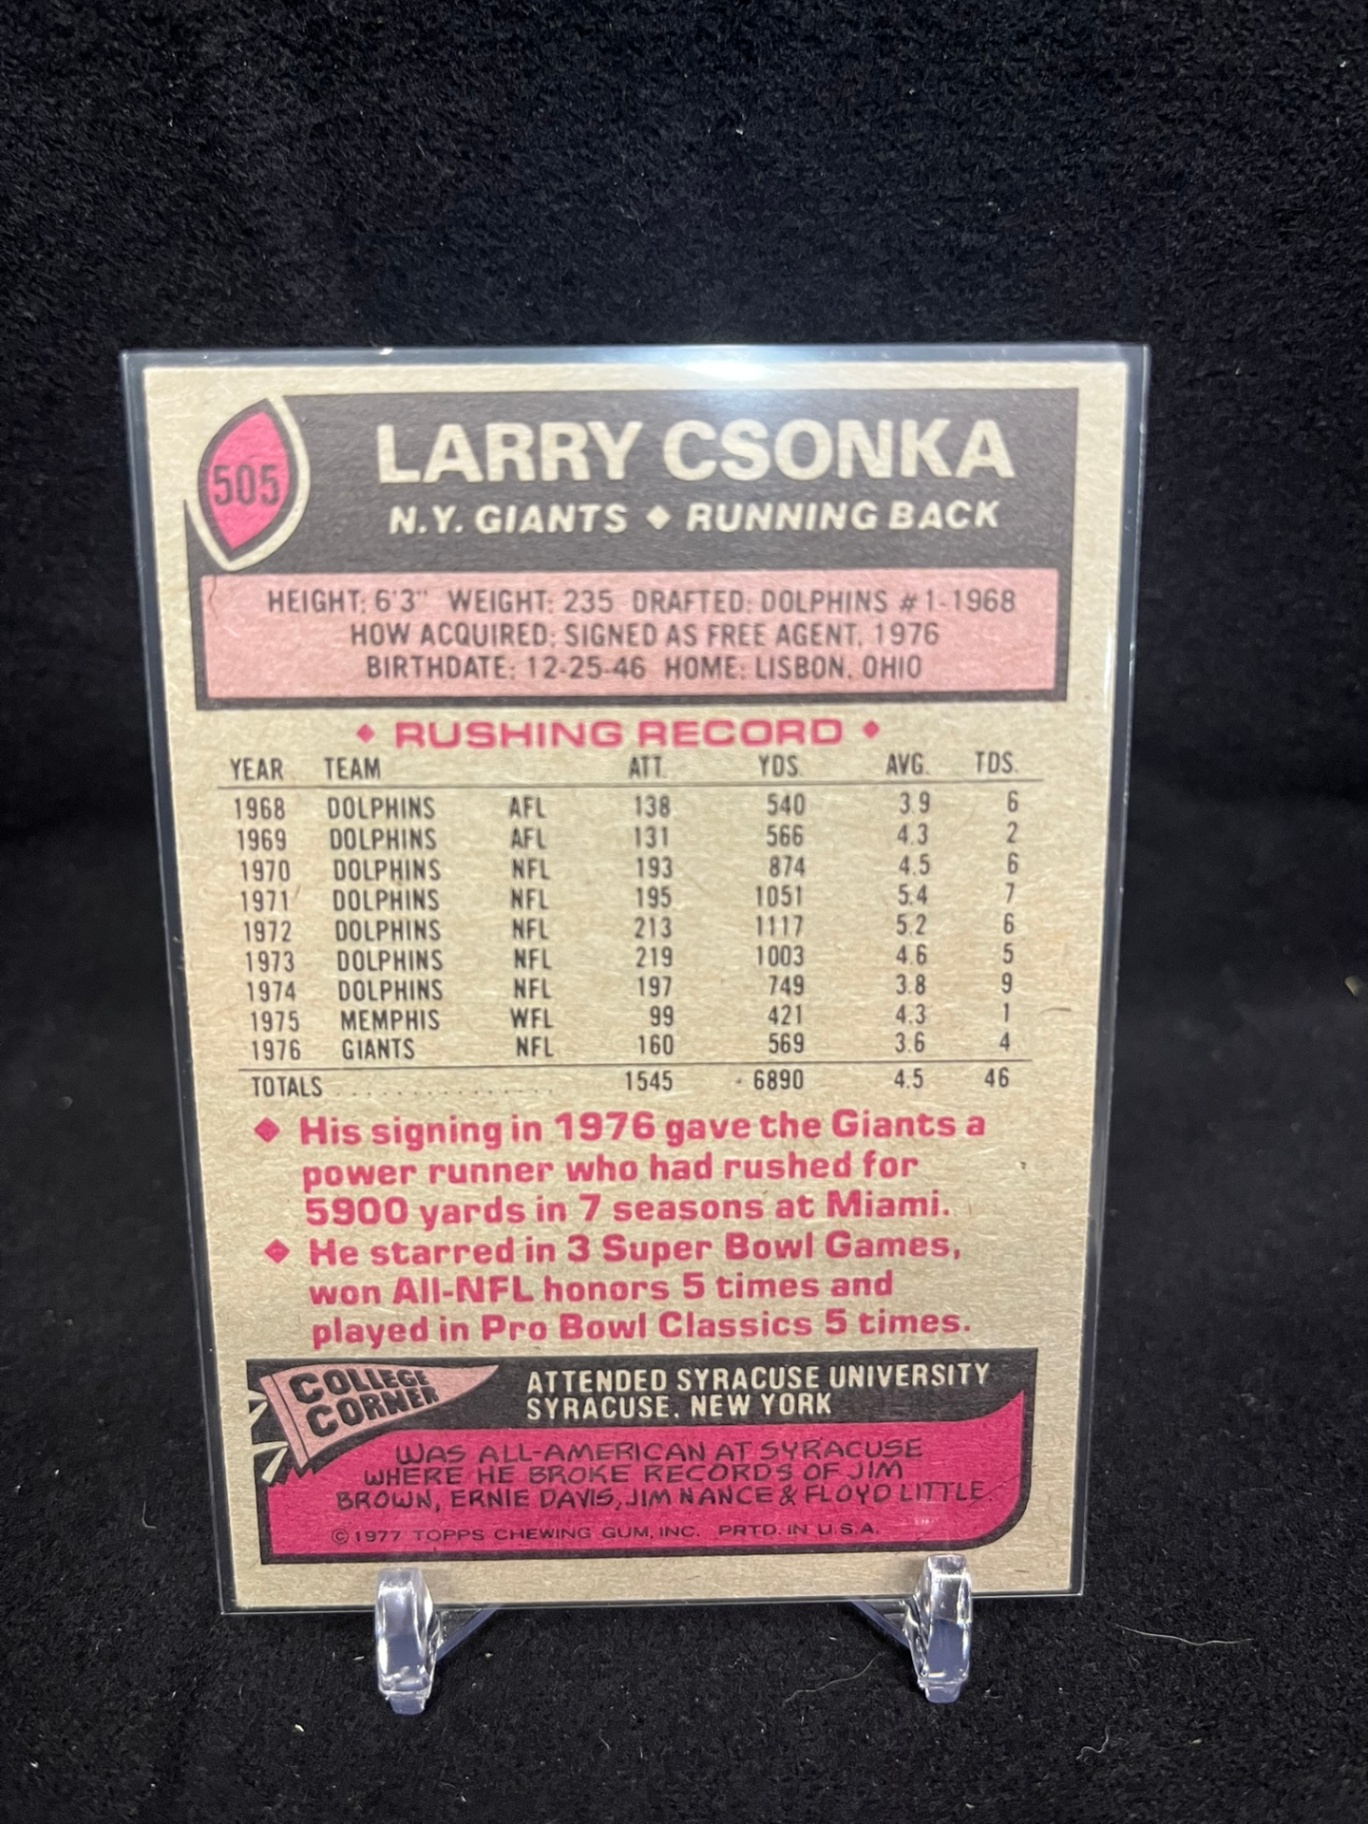 505
LARRY CSONKA
N.Y. GIANTS ♦ RUNNING BACK
HEIGHT: 6'3" WEIGHT: 235 DRAFTED: DOLPHINS #1-1968
HOW ACQUIRED: SIGNED AS FREE AGENT, 1976
BIRTHDATE: 12-25-46 HOME: LISBON, OHIO
♦ RUSHING RECORD ♦
YEAR TEAM ATT. YDS. AVG. TDS.
1968 DOLPHINS AFL 138 540 3.9 6
1969 DOLPHINS AFL 131 566 4.3 2
1970 DOLPHINS NFL 193 874 4.5 6
1971 DOLPHINS NFL 195 1051 5.4 7
1972 DOLPHINS NFL 213 1117 5.2 6
1973 DOLPHINS NFL 219 1003 4.6 5
1974 DOLPHINS NFL 197 749 3.8 9
1975 MEMPHIS WFL 99 421 4.3 1
1976 GIANTS NFL 160 569 3.6 4
TOTALS .............. 1545 6890 4.5 46
♦ His signing in 1976 gave the Giants a
power runner who had rushed for
5900 yards in 7 seasons at Miami.
♦ He starred in 3 Super Bowl Games,
won All-NFL honors 5 times and
played in Pro Bowl Classics 5 times.
COLLEGE
CORNER
ATTENDED SYRACUSE UNIVERSITY
SYRACUSE, NEW YORK
WAS ALL-AMERICAN AT SYRACUSE
WHERE HE BROKE RECORDS OF JIM
BROWN, ERNIE DAVIS, JIM NANCE & FLOYD LITTLE.
©1977 TOPPS CHEWING GUM, INC. PRTD. IN U.S.A.